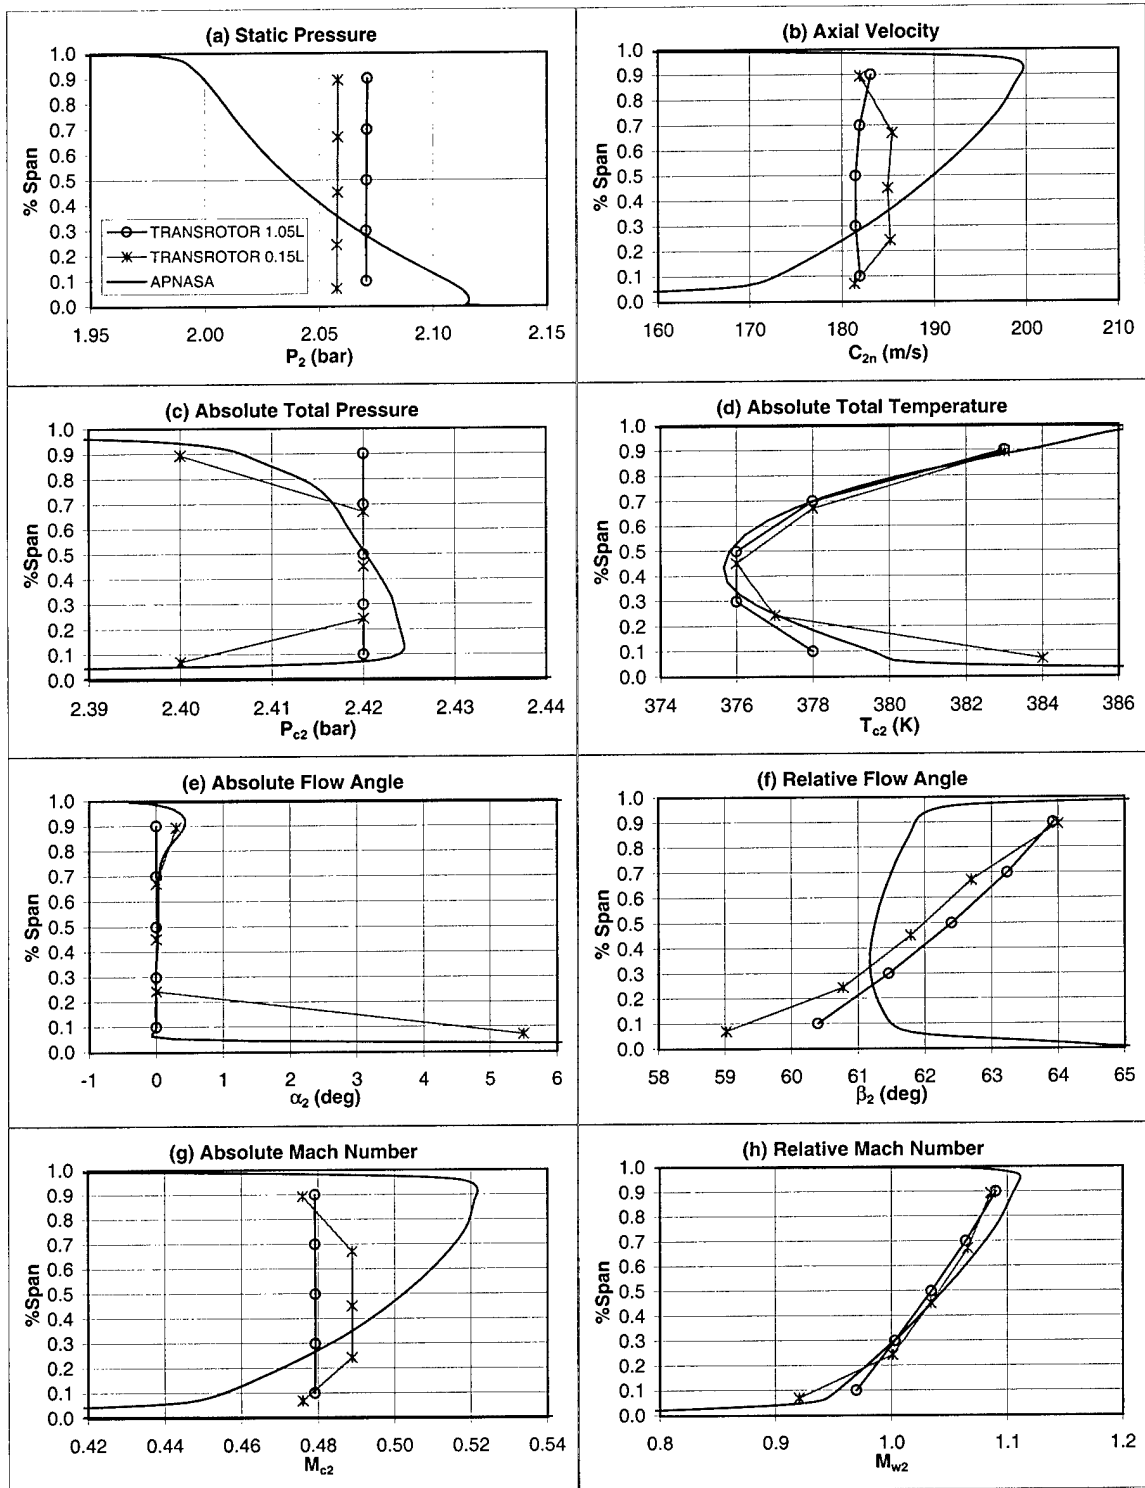 (a) Static Pressure
1.0
0.9
0.8
0.7
0.6
0.5
0.4
0.3
0.2
0.1
0.0
% Span
TRANSROTOR 1.05L
TRANSROTOR 0.15L
APNASA
1.95 2.00 2.05 2.10 2.15
P2 (bar)
(b) Axial Velocity
1.0
0.9
0.8
0.7
0.6
0.5
0.4
0.3
0.2
0.1
0.0
% Span
160 170 180 190 200 210
C2n (m/s)
(c) Absolute Total Pressure
1.0
0.9
0.8
0.7
0.6
0.5
0.4
0.3
0.2
0.1
0.0
%Span
2.39 2.40 2.41 2.42 2.43 2.44
Pc2 (bar)
(d) Absolute Total Temperature
1.0
0.9
0.8
0.7
0.6
0.5
0.4
0.3
0.2
0.1
0.0
%Span
374 376 378 380 382 384 386
Tc2 (K)
(e) Absolute Flow Angle
1.0
0.9
0.8
0.7
0.6
0.5
0.4
0.3
0.2
0.1
0.0
% Span
-1 0 1 2 3 4 5 6
α2 (deg)
(f) Relative Flow Angle
1.0
0.9
0.8
0.7
0.6
0.5
0.4
0.3
0.2
0.1
0.0
% Span
58 59 60 61 62 63 64 65
β2 (deg)
(g) Absolute Mach Number
1.0
0.9
0.8
0.7
0.6
0.5
0.4
0.3
0.2
0.1
0.0
%Span
0.42 0.44 0.46 0.48 0.50 0.52 0.54
Mc2
(h) Relative Mach Number
1.0
0.9
0.8
0.7
0.6
0.5
0.4
0.3
0.2
0.1
0.0
%Span
0.8 0.9 1.0 1.1 1.2
Mw2